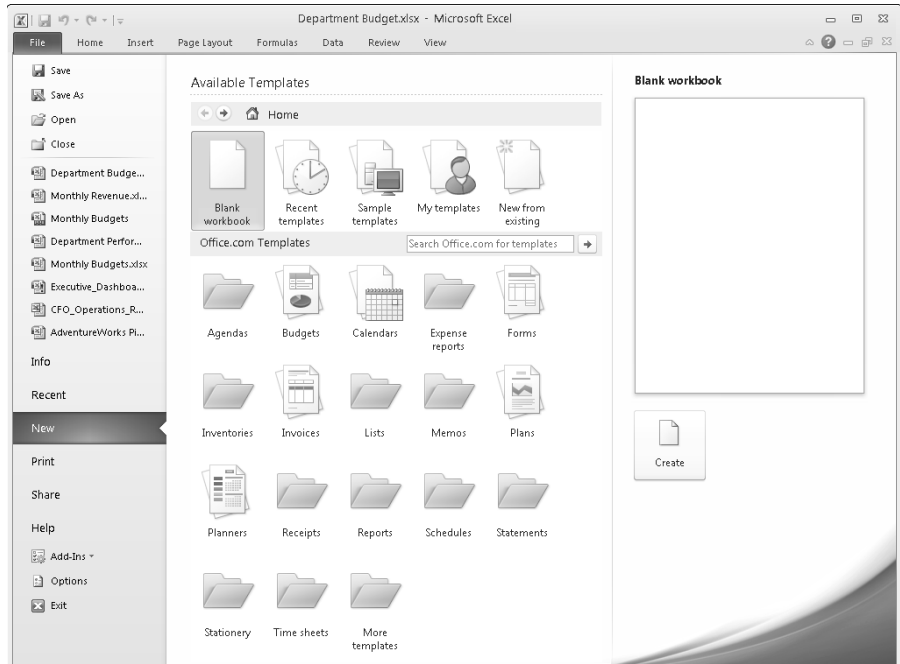 Department Budget.xlsx - Microsoft Excel
File Home Insert Page Layout Formulas Data Review View
Save
Save As
Open
Close
Department Budge...
Monthly Revenue.xl...
Monthly Budgets
Department Perfor...
Monthly Budgets.xlsx
Executive_Dashboa...
CFO_Operations_R...
AdventureWorks Pi...
Info
Recent
New
Print
Share
Help
Add-Ins
Options
Exit
Available Templates
Home
Blank workbook
Recent templates
Sample templates
My templates
New from existing
Office.com Templates
Search Office.com for templates
Agendas
Budgets
Calendars
Expense reports
Forms
Inventories
Invoices
Lists
Memos
Plans
Planners
Receipts
Reports
Schedules
Statements
Stationery
Time sheets
More templates
Blank workbook
Create